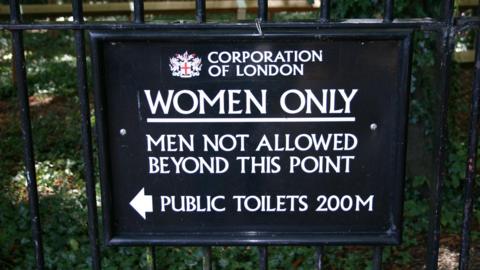 CORPORATION
OF LONDON
WOMEN ONLY
MEN NOT ALLOWED
BEYOND THIS POINT
PUBLIC TOILETS 200M